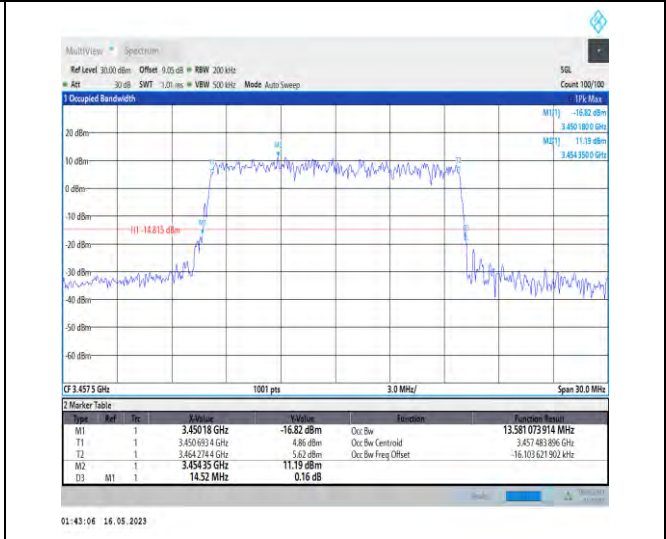 MultiView Spectrum
Ref Level 30.00 dBm Offset 9.05 dB RBW 200 kHz SGL
Att 30 dB SWT 1.01 ms VBW 500 kHz Mode Auto Sweep Count 100/100
1 Occupied Bandwidth 1Pk Max
M1[1] -16.82 dBm
3.450 180 0 GHz
M2[1] 11.19 dBm
3.454 350 0 GHz
20 dBm
10 dBm
0 dBm
-10 dBm
H1 -14.815 dBm
-20 dBm
-30 dBm
-40 dBm
-50 dBm
-60 dBm
CF 3.457 5 GHz 1001 pts 3.0 MHz/ Span 30.0 MHz
2 Marker Table
Type Ref Trc X-Value Y-Value Function Function Result
M1 1 3.450 18 GHz -16.82 dBm Occ Bw 13.581 073 914 MHz
T1 1 3.450 693 4 GHz 4.86 dBm Occ Bw Centroid 3.457 483 896 GHz
T2 1 3.464 274 4 GHz 5.62 dBm Occ Bw Freq Offset -16.103 621 902 kHz
M2 1 3.454 35 GHz 11.19 dBm
D3 M1 1 14.52 MHz 0.16 dB
01:43:06 16.05.2023